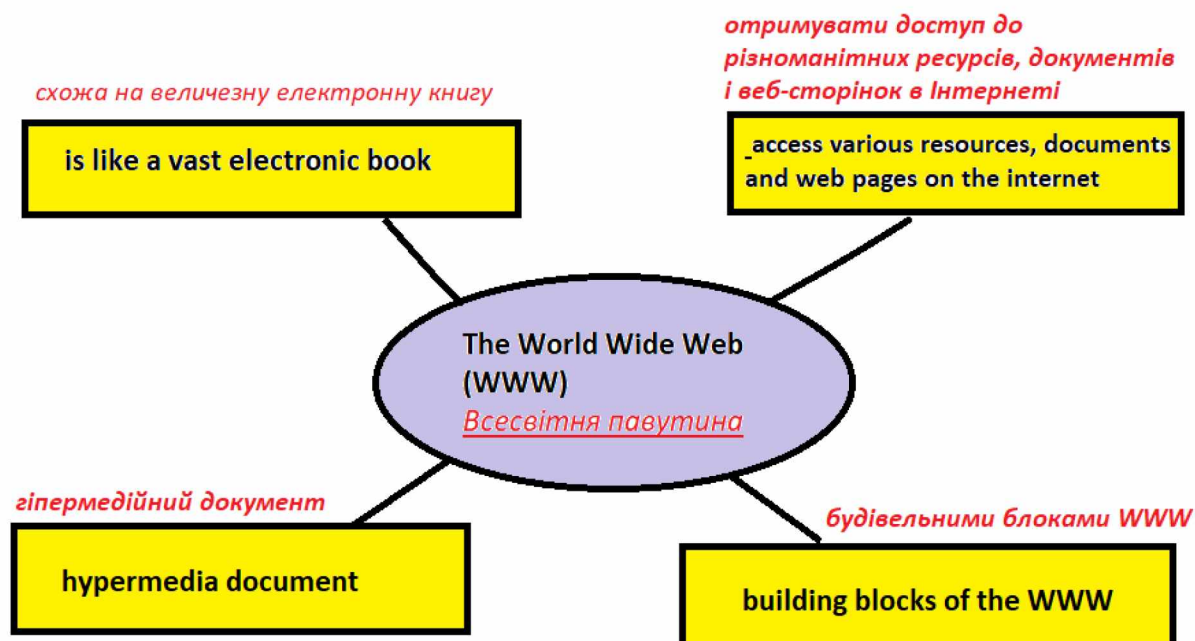 схожа на величезну електронну книгу
is like a vast electronic book
отримувати доступ до
різноманітних ресурсів, документів
і веб-сторінок в Інтернеті
_access various resources, documents
and web pages on the internet
The World Wide Web
(WWW)
Всесвітня павутина
гіпермедійний документ
hypermedia document
будівельними блоками WWW
building blocks of the WWW